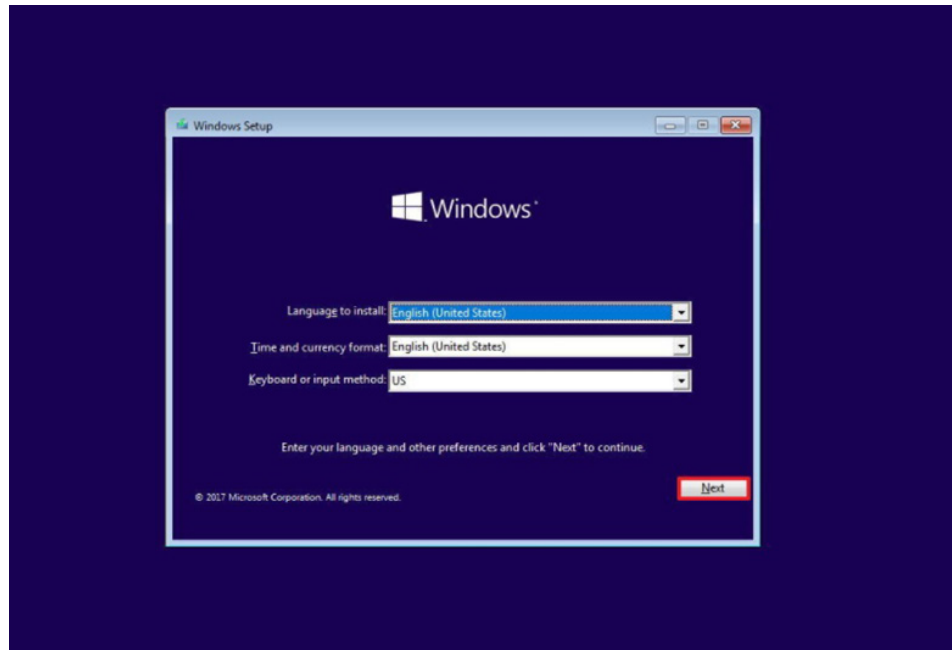 Windows Setup
Windows
Language to install: English (United States)
Time and currency format: English (United States)
Keyboard or input method: US
Enter your language and other preferences and click "Next" to continue.
© 2017 Microsoft Corporation. All rights reserved.
Next